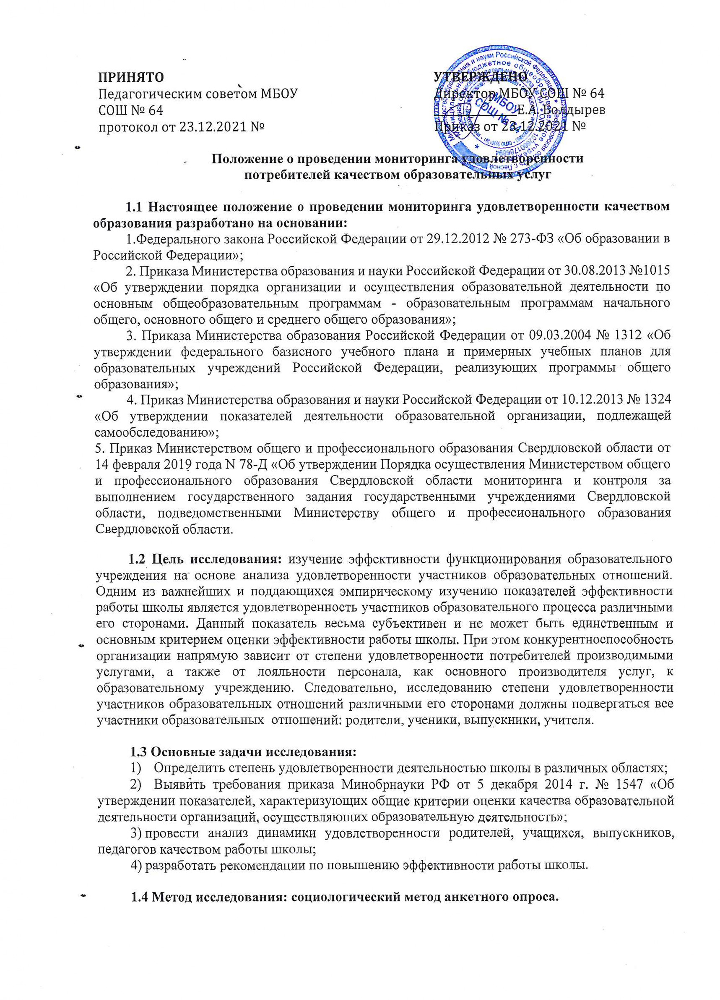 ПРИНЯТО
Педагогическим советом МБОУ
СОШ № 64
протокол от 23.12.2021 №
УТВЕРЖДЕНО
Директор МБОУ СОШ № 64
Е.А. Болдырев
Приказ от 23.12.2021 №
МБОУ
СОШ № 64
Положение о проведении мониторинга удовлетворенности
потребителей качеством образовательных услуг
1.1 Настоящее положение о проведении мониторинга удовлетворенности качеством
образования разработано на основании:
1.Федерального закона Российской Федерации от 29.12.2012 № 273-ФЗ «Об образовании в
Российской Федерации»;
2. Приказа Министерства образования и науки Российской Федерации от 30.08.2013 №1015
«Об утверждении порядка организации и осуществления образовательной деятельности по
основным общеобразовательным программам - образовательным программам начального
общего, основного общего и среднего общего образования»;
3. Приказа Министерства образования Российской Федерации от 09.03.2004 № 1312 «Об
утверждении федерального базисного учебного плана и примерных учебных планов для
образовательных учреждений Российской Федерации, реализующих программы общего
образования»;
4. Приказ Министерства образования и науки Российской Федерации от 10.12.2013 № 1324
«Об утверждении показателей деятельности образовательной организации, подлежащей
самообследованию»;
5. Приказ Министерством общего и профессионального образования Свердловской области от
14 февраля 2019 года N 78-Д «Об утверждении Порядка осуществления Министерством общего
и профессионального образования Свердловской области мониторинга и контроля за
выполнением государственного задания государственными учреждениями Свердловской
области, подведомственными Министерству общего и профессионального образования
Свердловской области.
1.2 Цель исследования: изучение эффективности функционирования образовательного
учреждения на основе анализа удовлетворенности участников образовательных отношений.
Одним из важнейших и поддающихся эмпирическому изучению показателей эффективности
работы школы является удовлетворенность участников образовательного процесса различными
его сторонами. Данный показатель весьма субъективен и не может быть единственным и
основным критерием оценки эффективности работы школы. При этом конкурентноспособность
организации напрямую зависит от степени удовлетворенности потребителей производимыми
услугами, а также от лояльности персонала, как основного производителя услуг, к
образовательному учреждению. Следовательно, исследованию степени удовлетворенности
участников образовательных отношений различными его сторонами должны подвергаться все
участники образовательных отношений: родители, ученики, выпускники, учителя.
1.3 Основные задачи исследования:
1) Определить степень удовлетворенности деятельностью школы в различных областях;
2) Выявить требования приказа Минобрнауки РФ от 5 декабря 2014 г. № 1547 «Об
утверждении показателей, характеризующих общие критерии оценки качества образовательной
деятельности организаций, осуществляющих образовательную деятельность»;
3) провести анализ динамики удовлетворенности родителей, учащихся, выпускников,
педагогов качеством работы школы;
4) разработать рекомендации по повышению эффективности работы школы.
1.4 Метод исследования: социологический метод анкетного опроса.